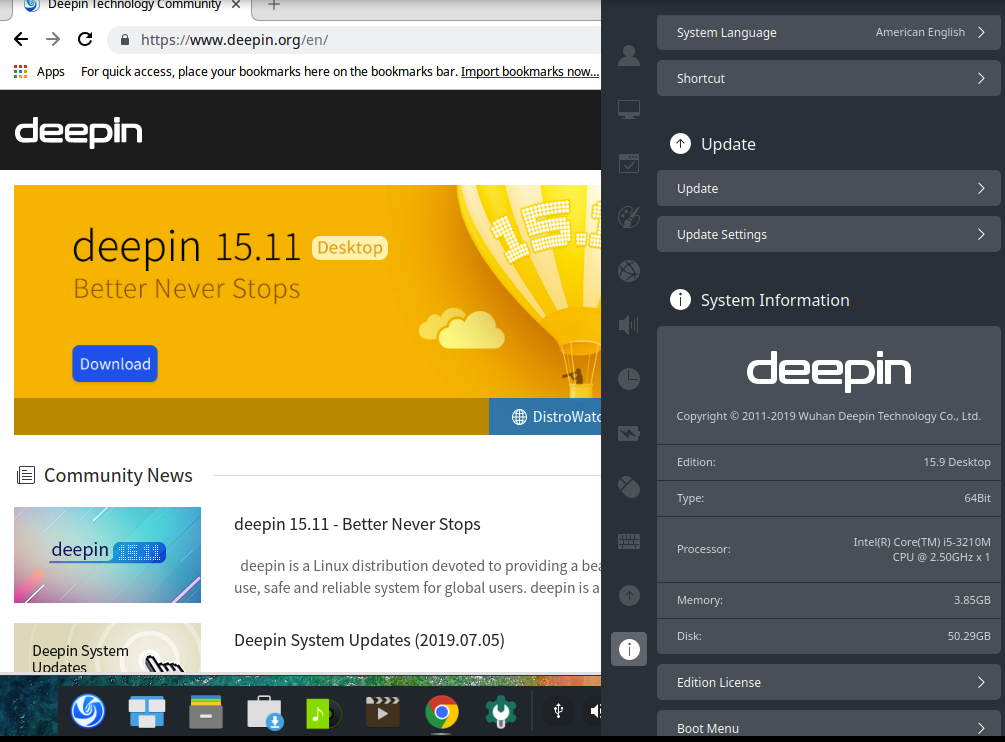 Deepin Technology Community
https://www.deepin.org/en/
Apps For quick access, place your bookmarks here on the bookmarks bar. Import bookmarks now...
deepin
deepin 15.11 Desktop
Better Never Stops
Download
15.1
DistroWatc
Community News
deepin 15.11
deepin 15.11 - Better Never Stops
deepin is a Linux distribution devoted to providing a bea
use, safe and reliable system for global users. deepin is a
Deepin System
Updates
Deepin System Updates (2019.07.05)
System Language American English
Shortcut
Update
Update
Update Settings
System Information
deepin
Copyright © 2011-2019 Wuhan Deepin Technology Co., Ltd.
Edition: 15.9 Desktop
Type: 64Bit
Processor: Intel(R) Core(TM) i5-3210M
CPU @ 2.50GHz x 1
Memory: 3.85GB
Disk: 50.29GB
Edition License
Boot Menu